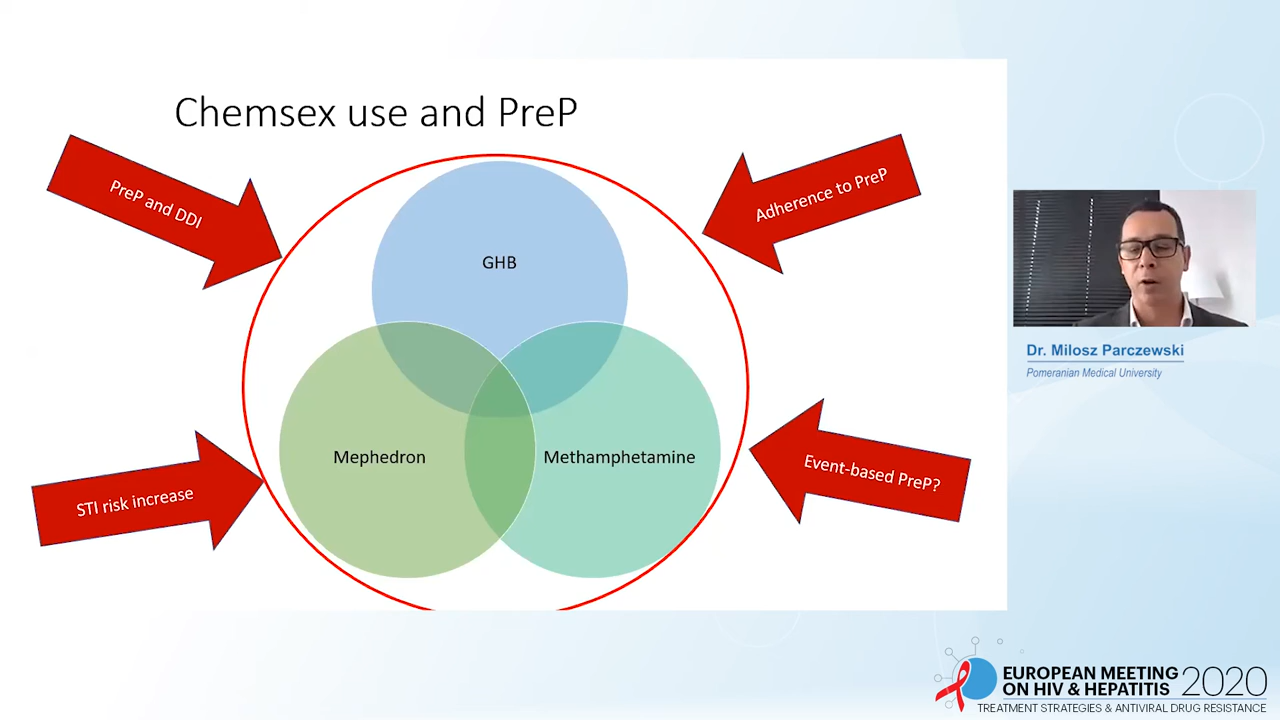 Chemsex use and PreP
PreP and DDI
Adherence to PreP
GHB
Mephedron
Methamphetamine
STI risk increase
Event-based PreP?
Dr. Milosz Parczewski
Pomeranian Medical University
EUROPEAN MEETING
ON HIV & HEPATITIS 2020
TREATMENT STRATEGIES & ANTIVIRAL DRUG RESISTANCE